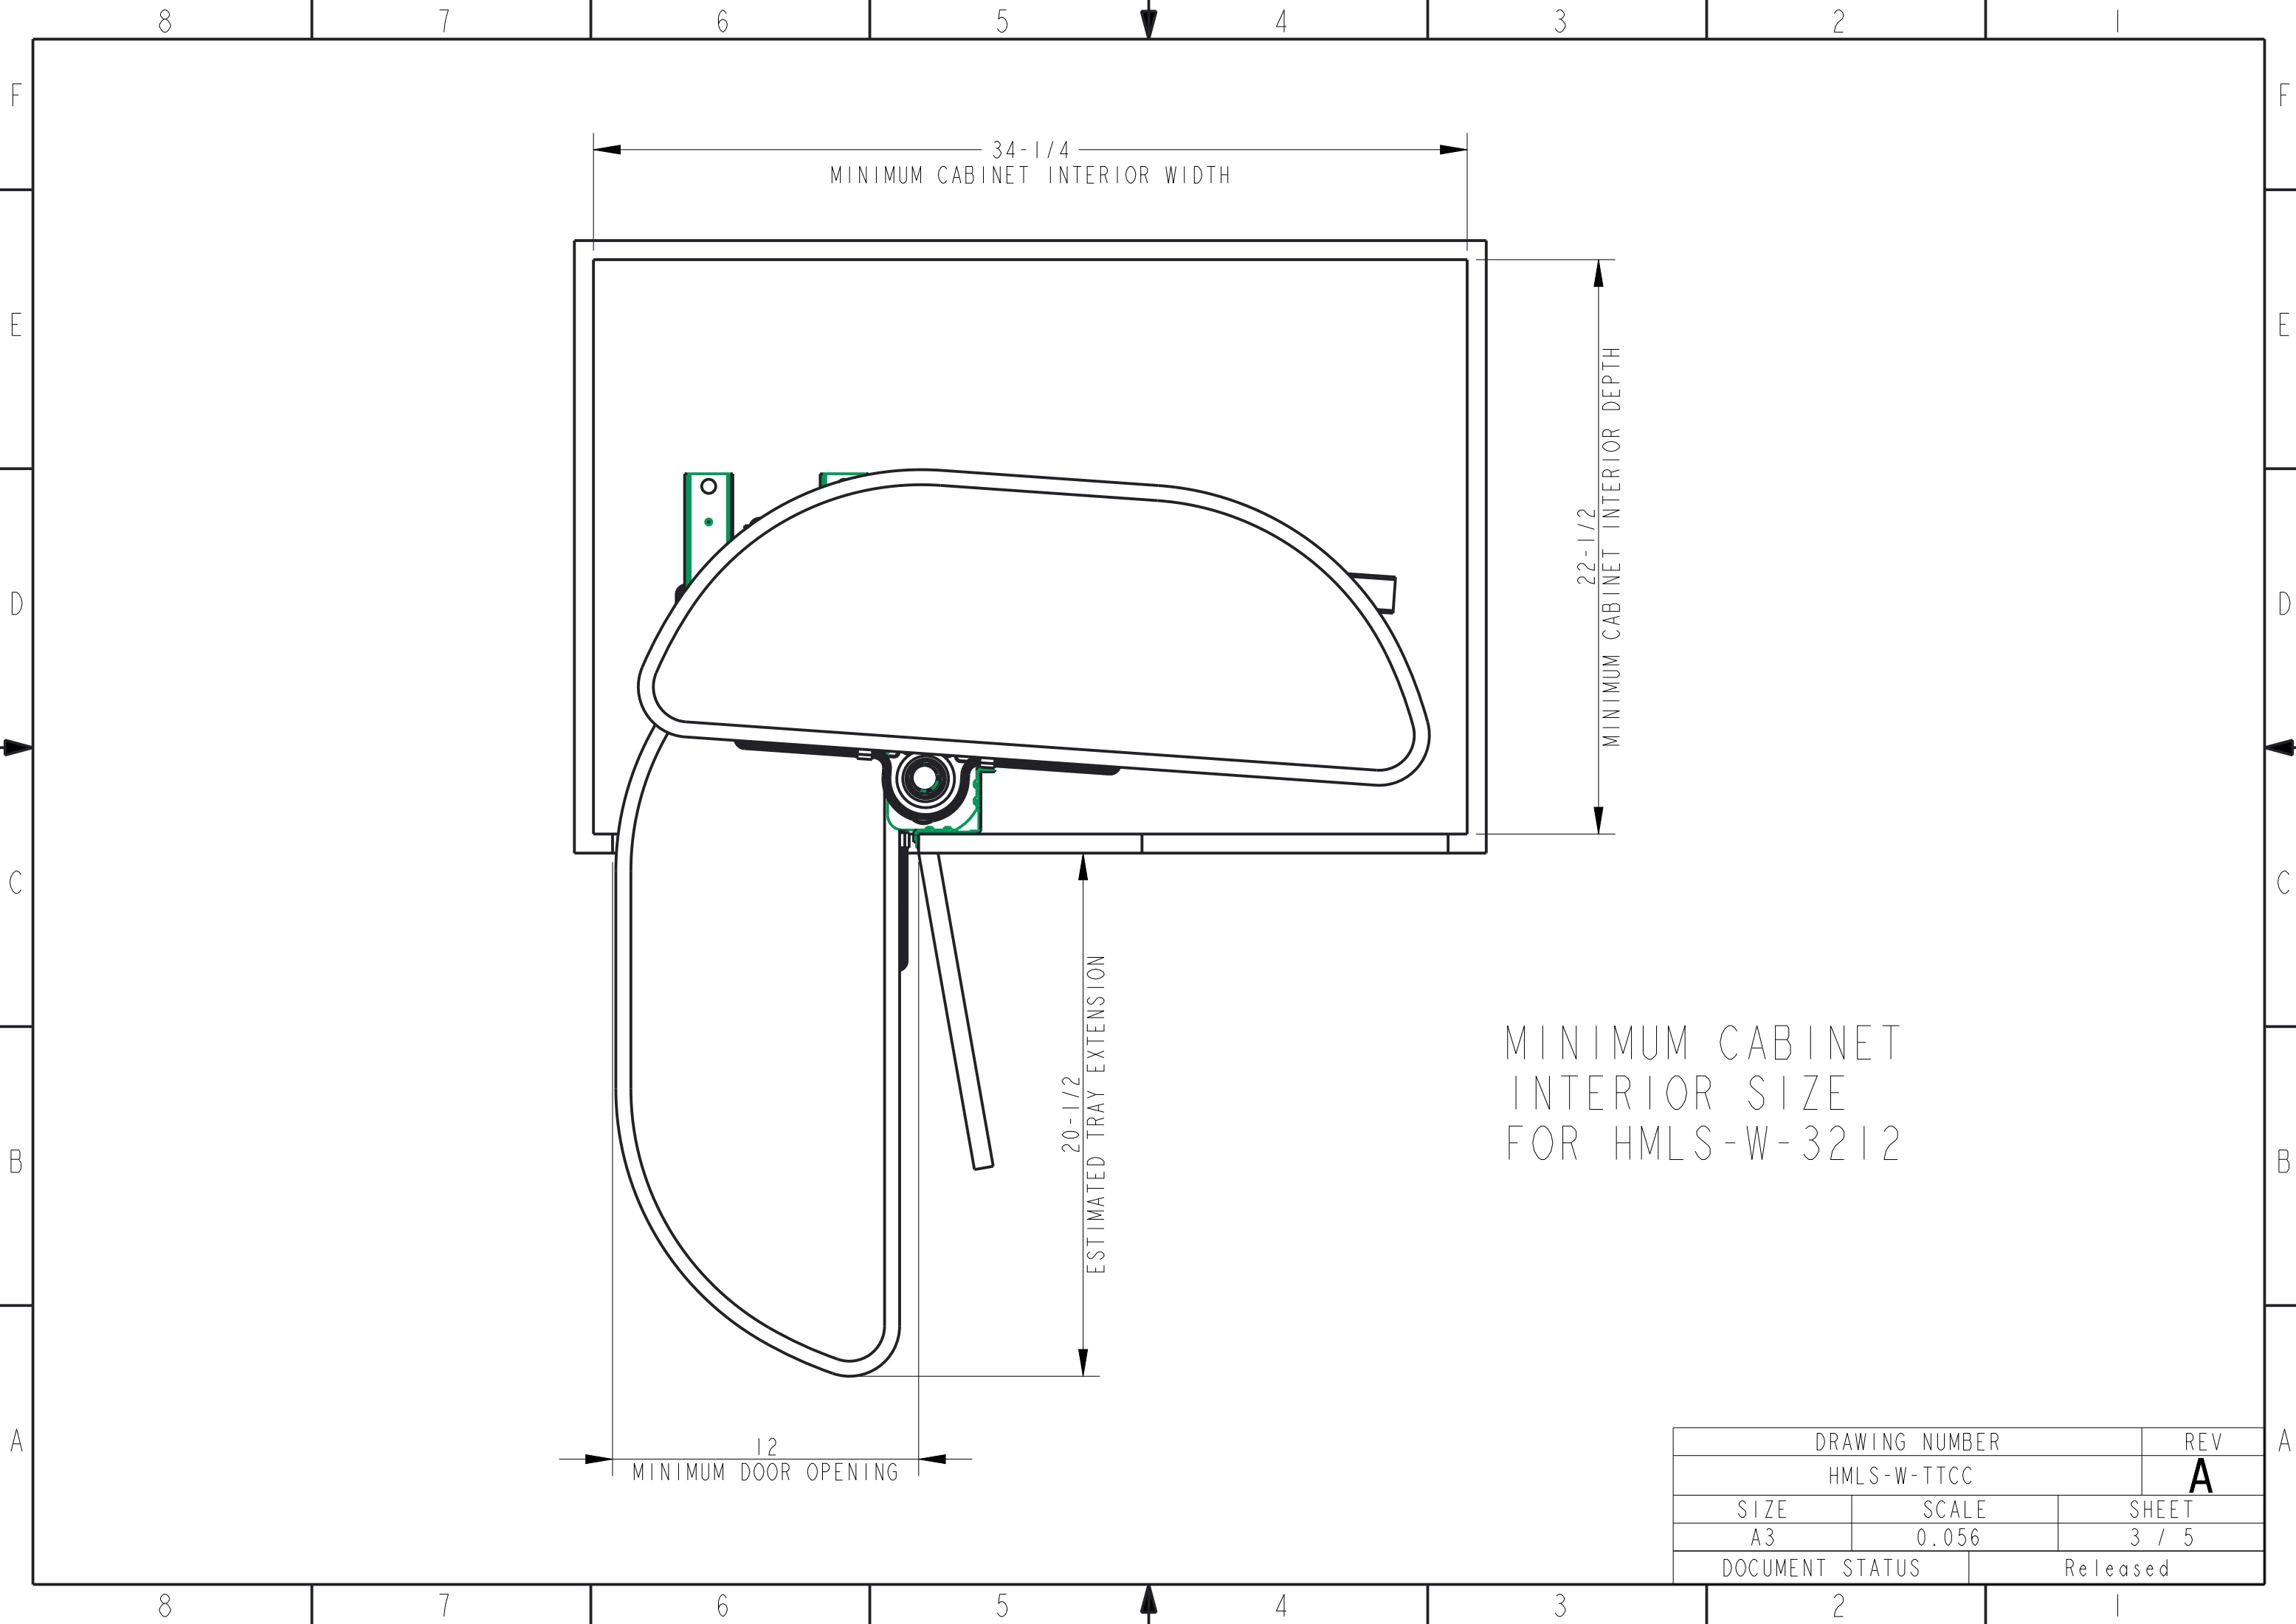 8 7 6 5 4 3 2 1
F F
34-1/4
MINIMUM CABINET INTERIOR WIDTH
E E
22-1/2
MINIMUM CABINET INTERIOR DEPTH
D D
C C
20-1/2
ESTIMATED TRAY EXTENSION
MINIMUM CABINET
INTERIOR SIZE
FOR HMLS-W-3212
B B
12
MINIMUM DOOR OPENING
A A
DRAWING NUMBER REV
HMLS-W-TTCC A
SIZE SCALE SHEET
A3 0.056 3 / 5
DOCUMENT STATUS Released
8 7 6 5 4 3 2 1